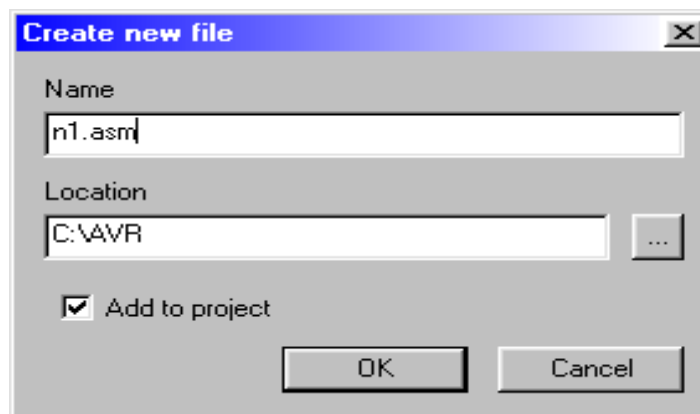 Create new file
Name
n1.asm
Location
C:\AVR
...
Add to project
OK Cancel